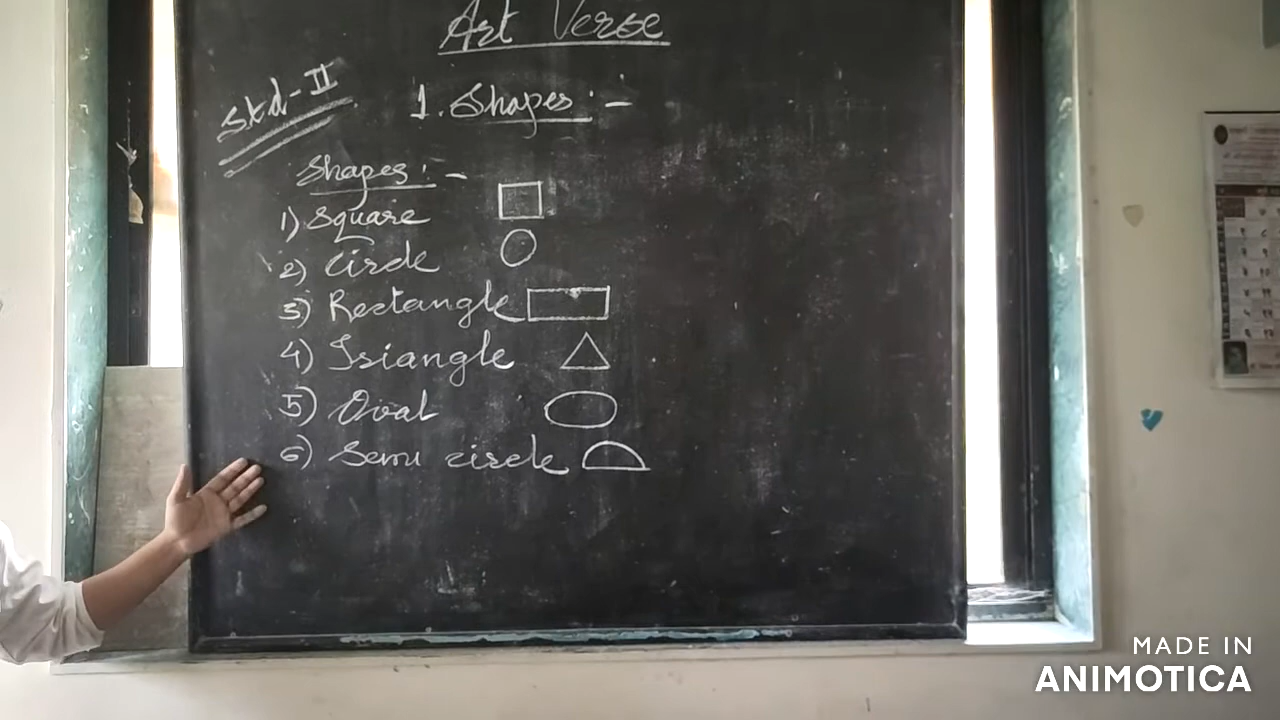 Art Verse
Std-II
1. Shapes :-
Shapes :-
1) Square
2) Circle
3) Rectangle
4) Triangle
5) Oval
6) Semi circle
MADE IN
ANIMOTICA